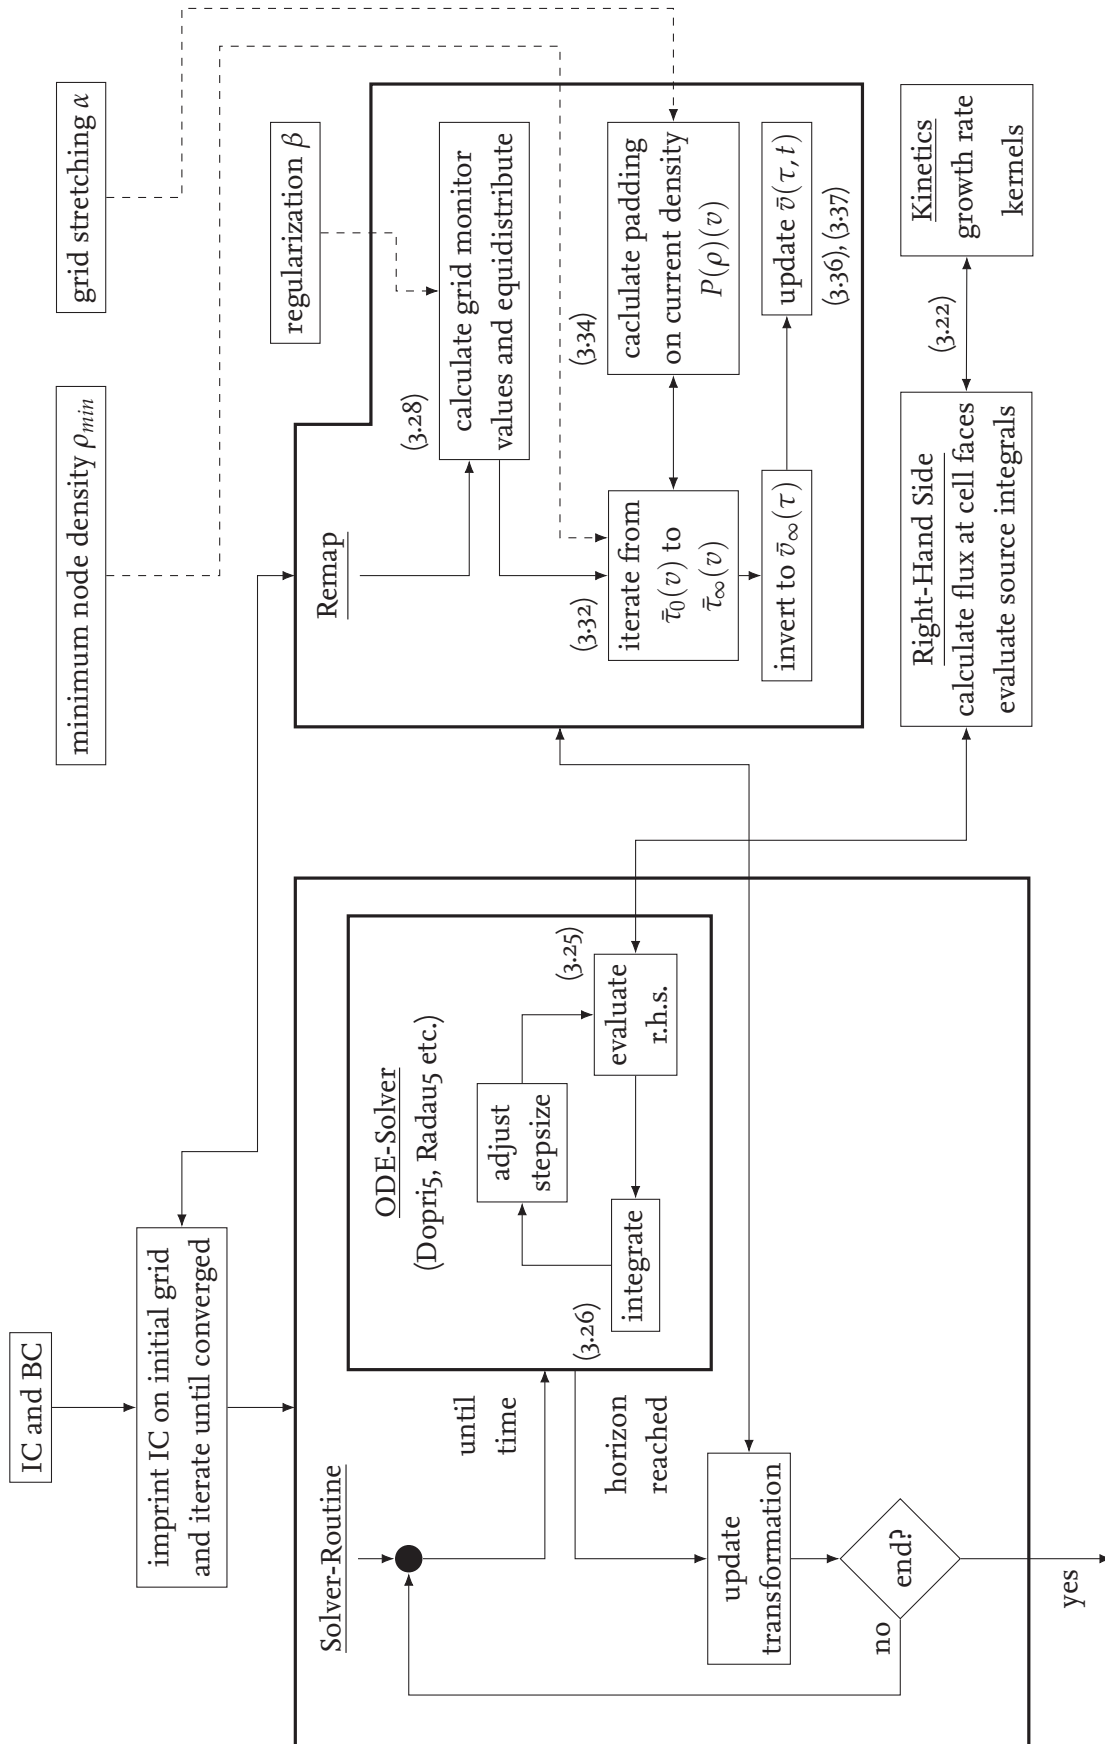 IC and BC
imprint IC on initial grid
and iterate until converged
minimum node density ρ_min
grid stretching α
regularization β
Solver-Routine
until
time
horizon
reached
update
transformation
end?
no
yes
ODE-Solver
(Dopri5, Radau5 etc.)
adjust
stepsize
(3.25)
evaluate
r.h.s.
(3.26)
integrate
Remap
(3.28)
calculate grid monitor
values and equidistribute
(3.32)
iterate from
τ̄₀(v) to
τ̄∞(v)
(3.34)
caclulate padding
on current density
P(ρ)(v)
invert to v̄∞(τ)
update v̄(τ, t)
(3.36), (3.37)
Right-Hand Side
calculate flux at cell faces
evaluate source integrals
(3.22)
Kinetics
growth rate
kernels